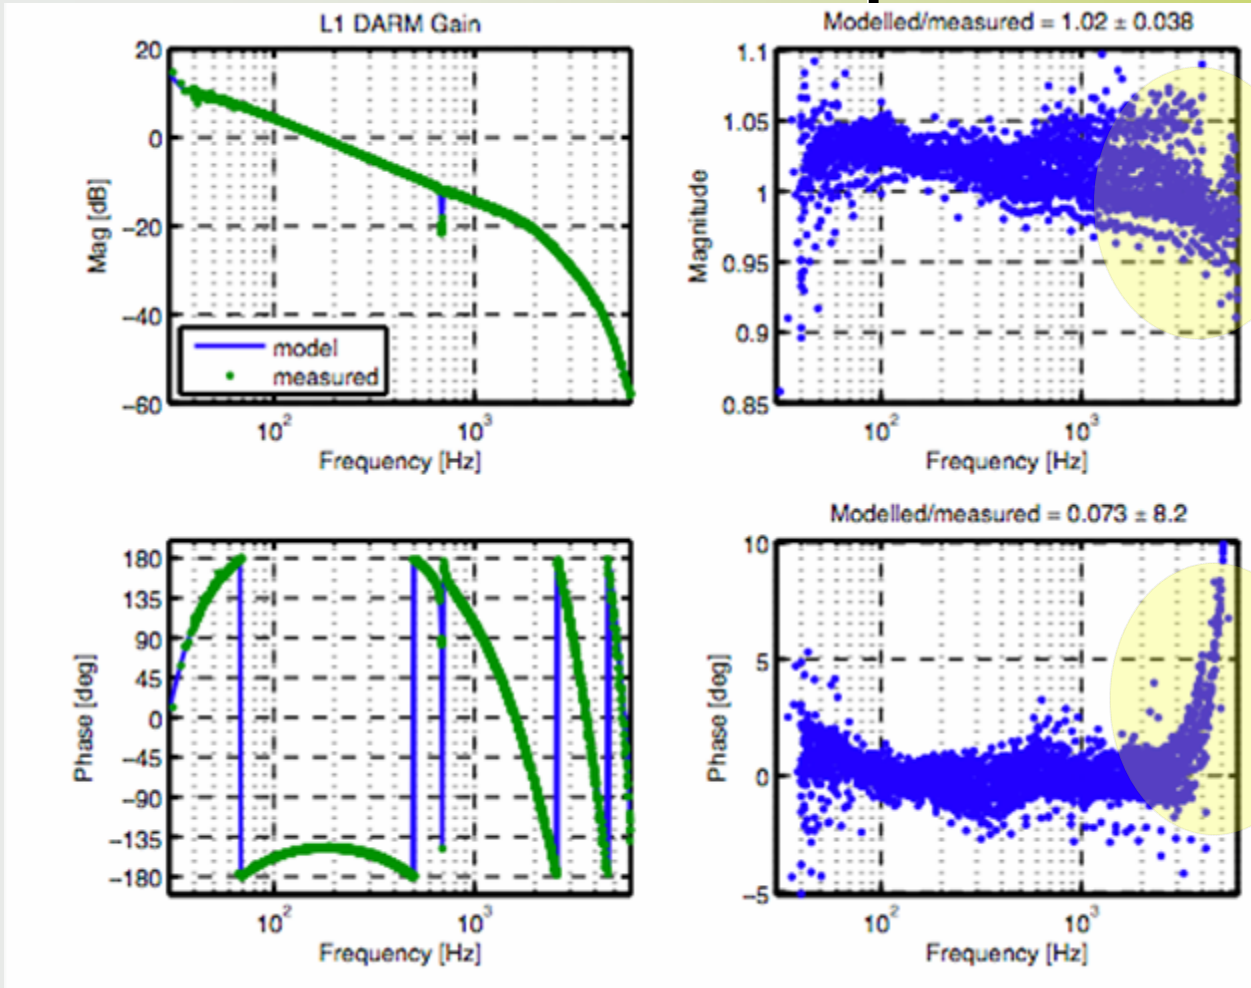 L1 DARM Gain
20
0
−20
−40
−60
Mag [dB]
model
measured
10²
10³
Frequency [Hz]
Modelled/measured = 1.02 ± 0.038
1.1
1.05
1
0.95
0.9
0.85
Magnitude
10²
10³
Frequency [Hz]
180
135
90
45
0
−45
−90
−135
−180
Phase [deg]
10²
10³
Frequency [Hz]
Modelled/measured = 0.073 ± 8.2
10
5
0
−5
Phase [deg]
10²
10³
Frequency [Hz]